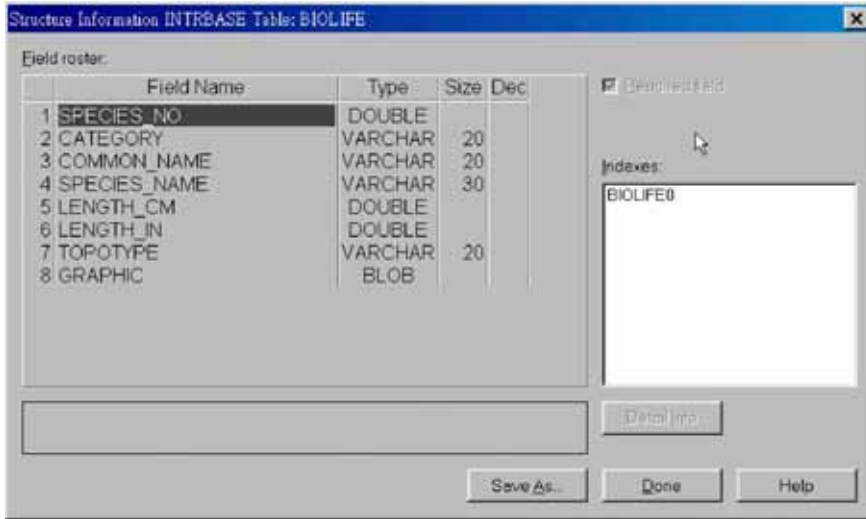 Structure Information INTRBASE Table: BIOLIFE
Field roster:
Field Name Type Size Dec
1 SPECIES_NO DOUBLE
2 CATEGORY VARCHAR 20
3 COMMON_NAME VARCHAR 20
4 SPECIES_NAME VARCHAR 30
5 LENGTH_CM DOUBLE
6 LENGTH_IN DOUBLE
7 TOPOTYPE VARCHAR 20
8 GRAPHIC BLOB
Required field
Indexes:
BIOLIFE0
Detail Info...
Save As...
Done
Help